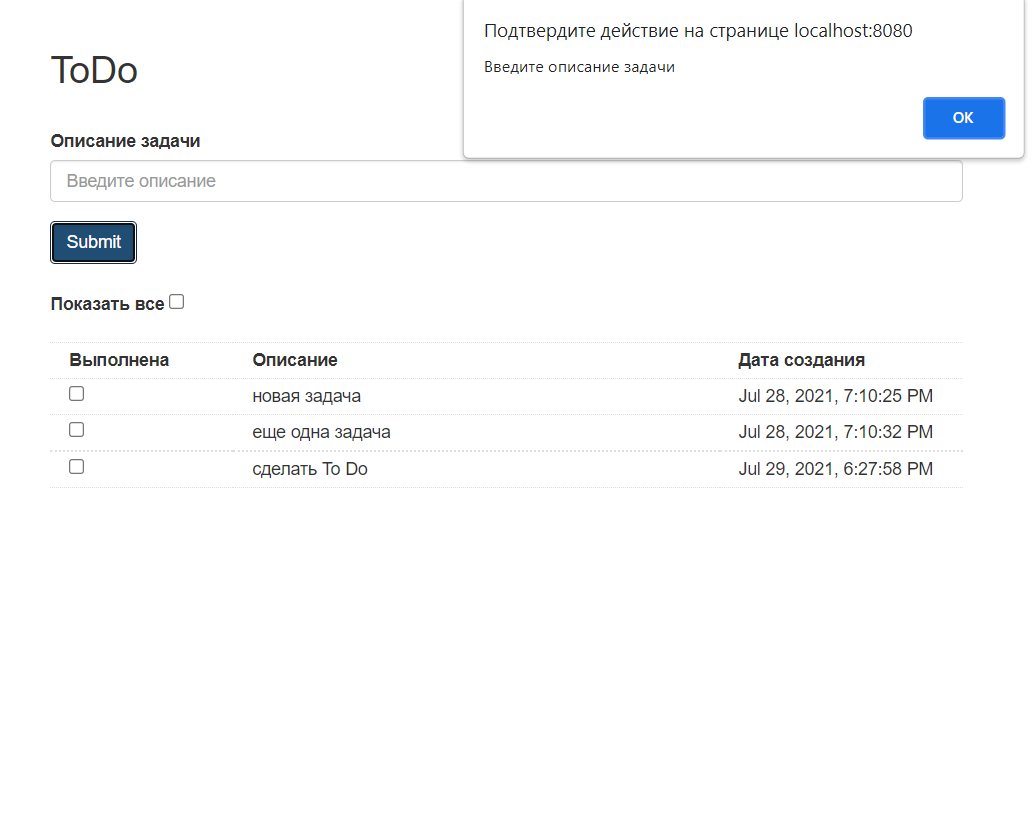 Подтвердите действие на странице localhost:8080
Введите описание задачи
ОК
ToDo
Описание задачи
Введите описание
Submit
Показать все
Выполнена Описание Дата создания
новая задача Jul 28, 2021, 7:10:25 PM
еще одна задача Jul 28, 2021, 7:10:32 PM
сделать To Do Jul 29, 2021, 6:27:58 PM